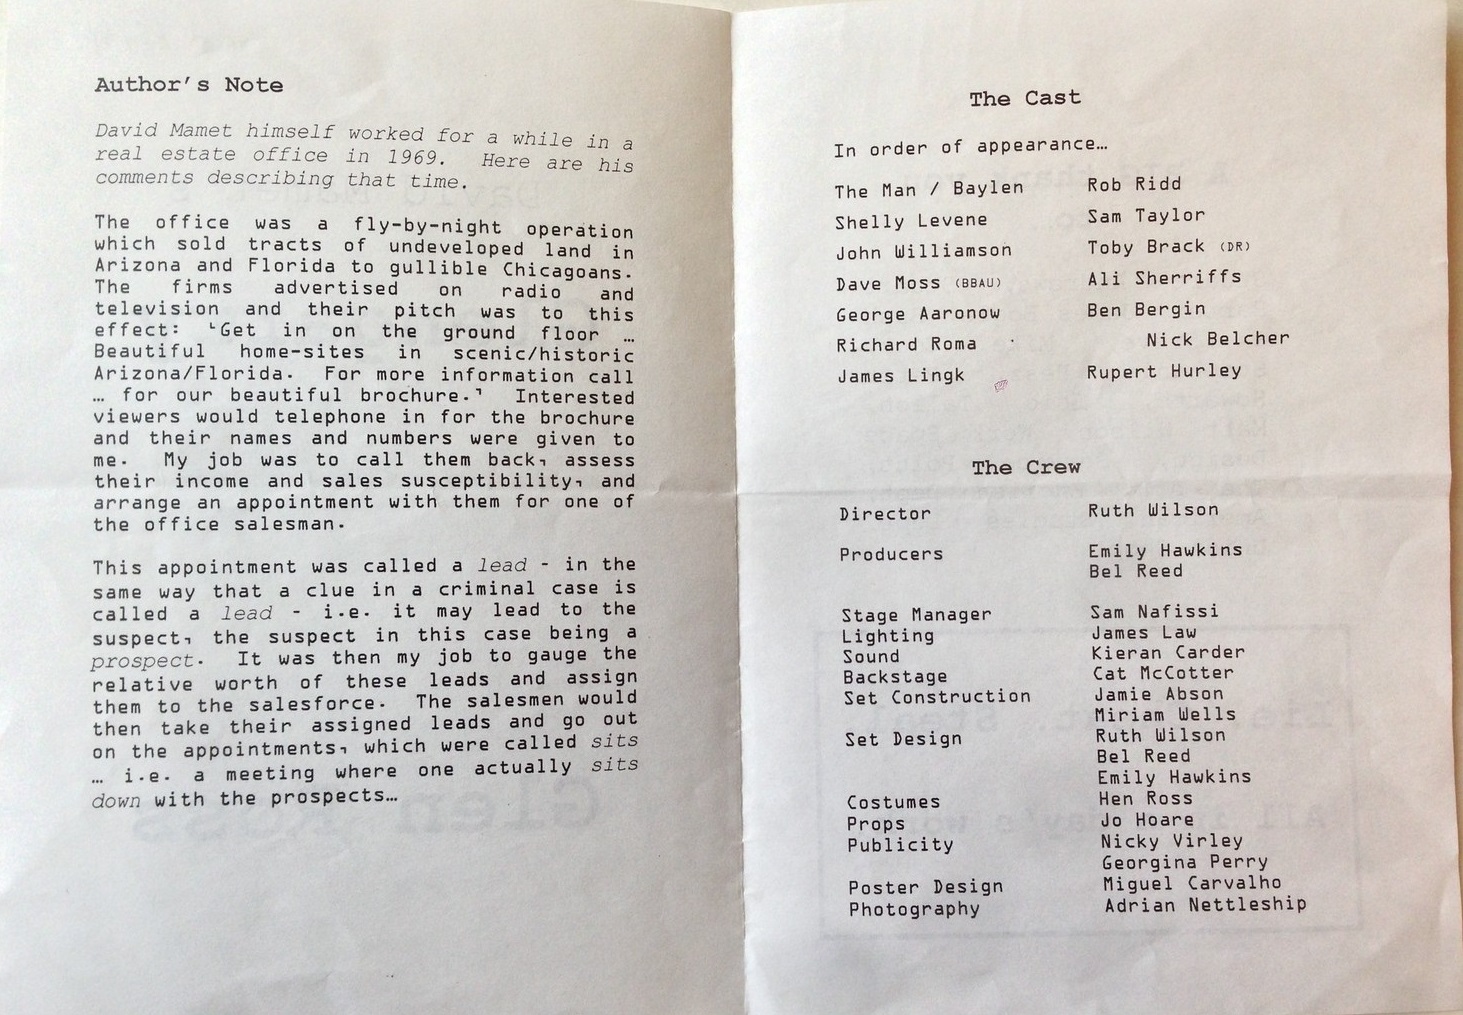 Author's Note
David Mamet himself worked for a while in a
real estate office in 1969. Here are his
comments describing that time.
The office was a fly-by-night operation
which sold tracts of undeveloped land in
Arizona and Florida to gullible Chicagoans.
The firms advertised on radio and
television and their pitch was to this
effect: 'Get in on the ground floor …
Beautiful home-sites in scenic/historic
Arizona/Florida. For more information call
… for our beautiful brochure.' Interested
viewers would telephone in for the brochure
and their names and numbers were given to
me. My job was to call them back, assess
their income and sales susceptibility, and
arrange an appointment with them for one of
the office salesman.
This appointment was called a lead - in the
same way that a clue in a criminal case is
called a lead - i.e. it may lead to the
suspect, the suspect in this case being a
prospect. It was then my job to gauge the
relative worth of these leads and assign
them to the salesforce. The salesmen would
then take their assigned leads and go out
on the appointments, which were called sits
… i.e. a meeting where one actually sits
down with the prospects…
The Cast
In order of appearance…
The Man / Baylen Rob Ridd
Shelly Levene Sam Taylor
John Williamson Toby Brack (DR)
Dave Moss (BBAU) Ali Sherriffs
George Aaronow Ben Bergin
Richard Roma Nick Belcher
James Lingk Rupert Hurley
The Crew
Director Ruth Wilson
Producers Emily Hawkins
Bel Reed
Stage Manager Sam Nafissi
Lighting James Law
Sound Kieran Carder
Backstage Cat McCotter
Set Construction Jamie Abson
Miriam Wells
Set Design Ruth Wilson
Bel Reed
Emily Hawkins
Costumes Hen Ross
Props Jo Hoare
Publicity Nicky Virley
Georgina Perry
Poster Design Miguel Carvalho
Photography Adrian Nettleship